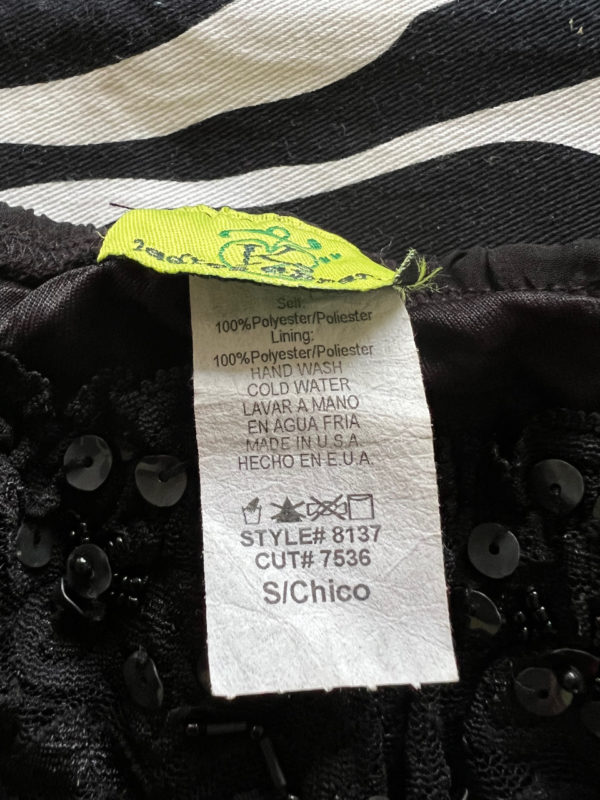 Self:
100%Polyester/Poliester
Lining:
100%Polyester/Poliester
HAND WASH
COLD WATER
LAVAR A MANO
EN AGUA FRIA
MADE IN U.S.A.
HECHO EN E.U.A.
STYLE# 8137
CUT# 7536
S/Chico